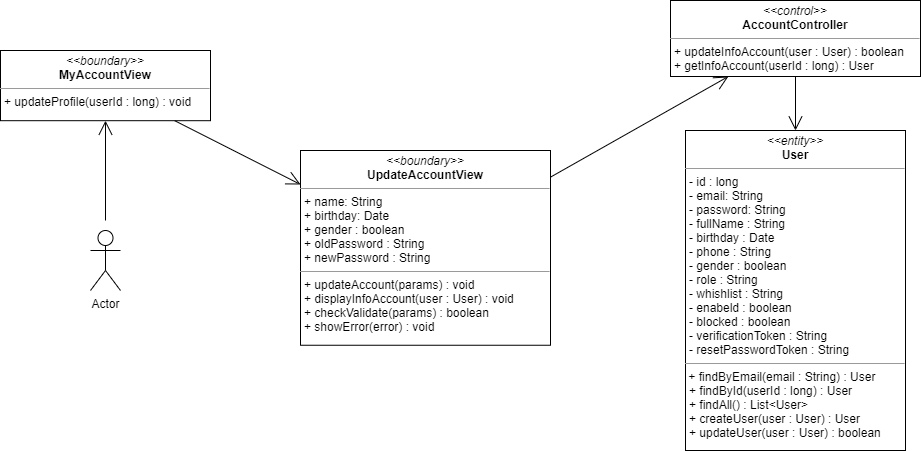 <<boundary>>
MyAccountView
+ updateProfile(userId : long) : void
Actor
<<boundary>>
UpdateAccountView
+ name: String
+ birthday: Date
+ gender : boolean
+ oldPassword : String
+ newPassword : String
+ updateAccount(params) : void
+ displayInfoAccount(user : User) : void
+ checkValidate(params) : boolean
+ showError(error) : void
<<control>>
AccountController
+ updateInfoAccount(user : User) : boolean
+ getInfoAccount(userId : long) : User
<<entity>>
User
- id : long
- email: String
- password: String
- fullName : String
- birthday : Date
- phone : String
- gender : boolean
- role : String
- whishlist : String
- enabeld : boolean
- blocked : boolean
- verificationToken : String
- resetPasswordToken : String
+ findByEmail(email : String) : User
+ findById(userId : long) : User
+ findAll() : List<User>
+ createUser(user : User) : User
+ updateUser(user : User) : boolean